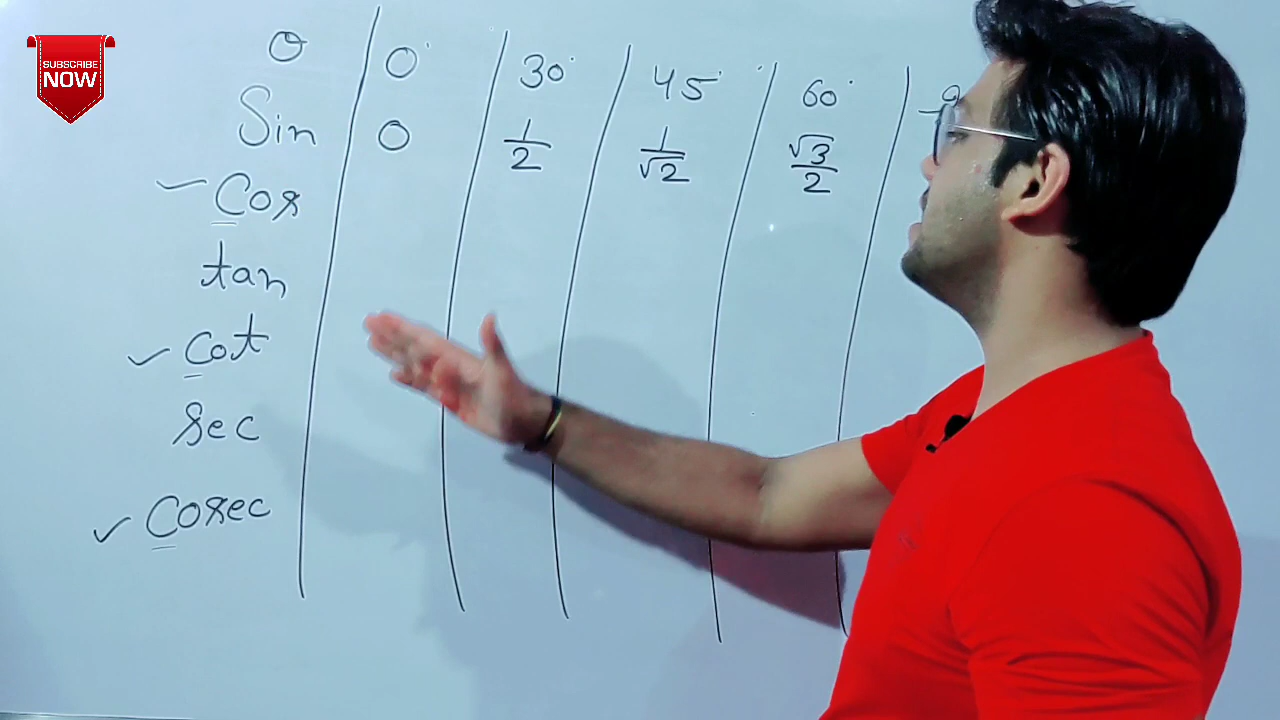 SUBSCRIBE
NOW
θ 0° 30° 45° 60° 9
Sin 0 1/2 1/√2 √3/2
Cos
tan
Cot
sec
Cosec